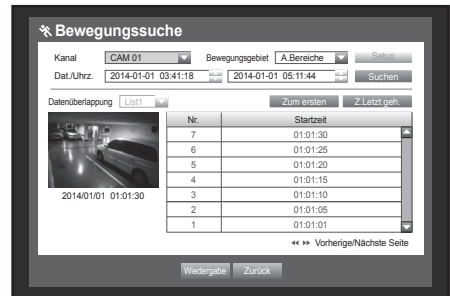 Bewegungssuche
Kanal CAM 01 Bewegungsgebiet A.Bereiche Setup
Dat./Uhrz. 2014-01-01 03:41:18 2014-01-01 05:11:44 Suchen
Datenüberlappung List1 Zum ersten Z.Letzt.geh.
Nr. Startzeit
7 01:01:30
6 01:01:25
5 01:01:20
4 01:01:15
3 01:01:10
2 01:01:05
1 01:01:01
2014/01/01 01:01:30
Vorherige/Nächste Seite
Wiedergabe Zurück